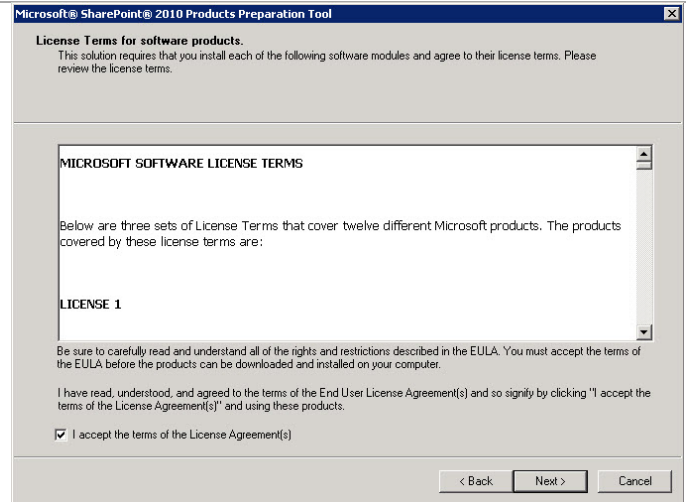 Microsoft® SharePoint® 2010 Products Preparation Tool
License Terms for software products.
This solution requires that you install each of the following software modules and agree to their license terms. Please
review the license terms.
MICROSOFT SOFTWARE LICENSE TERMS
Below are three sets of License Terms that cover twelve different Microsoft products. The products
covered by these license terms are:
LICENSE 1
Be sure to carefully read and understand all of the rights and restrictions described in the EULA. You must accept the terms of
the EULA before the products can be downloaded and installed on your computer.
I have read, understood, and agreed to the terms of the End User License Agreement(s) and so signify by clicking "I accept the
terms of the License Agreement(s)" and using these products.
I accept the terms of the License Agreement(s)
< Back Next > Cancel